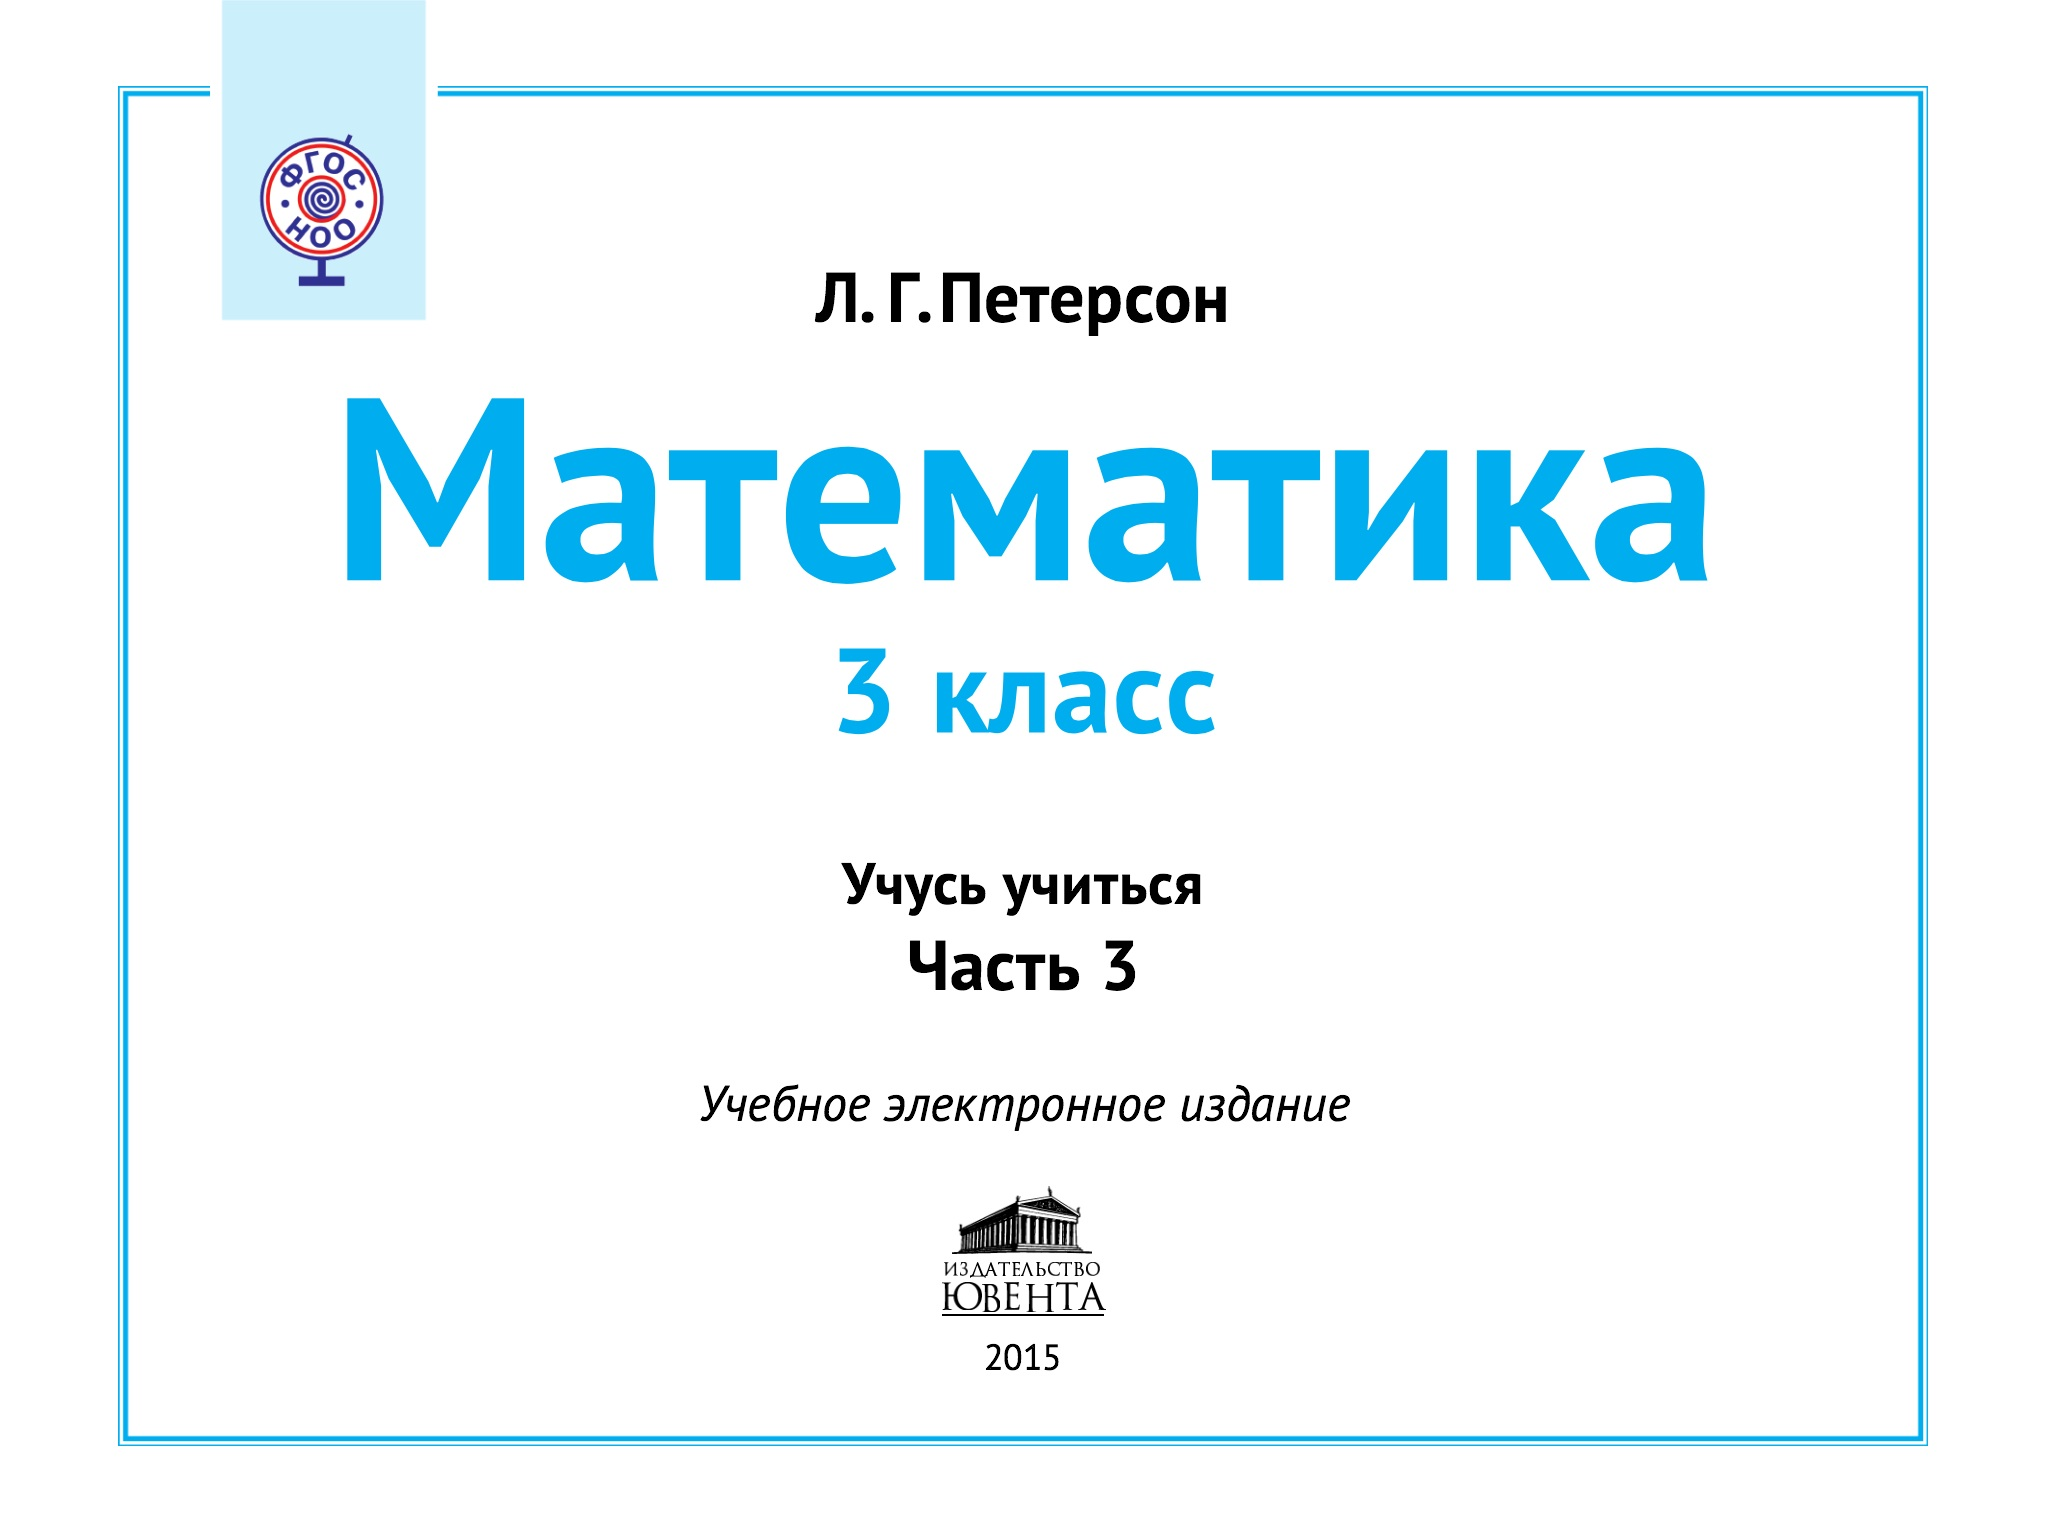 ФГОС
НОО
Л. Г. Петерсон
Математика
3 класс
Учусь учиться
Часть 3
Учебное электронное издание
ИЗДАТЕЛЬСТВО
ЮВЕНТА
2015